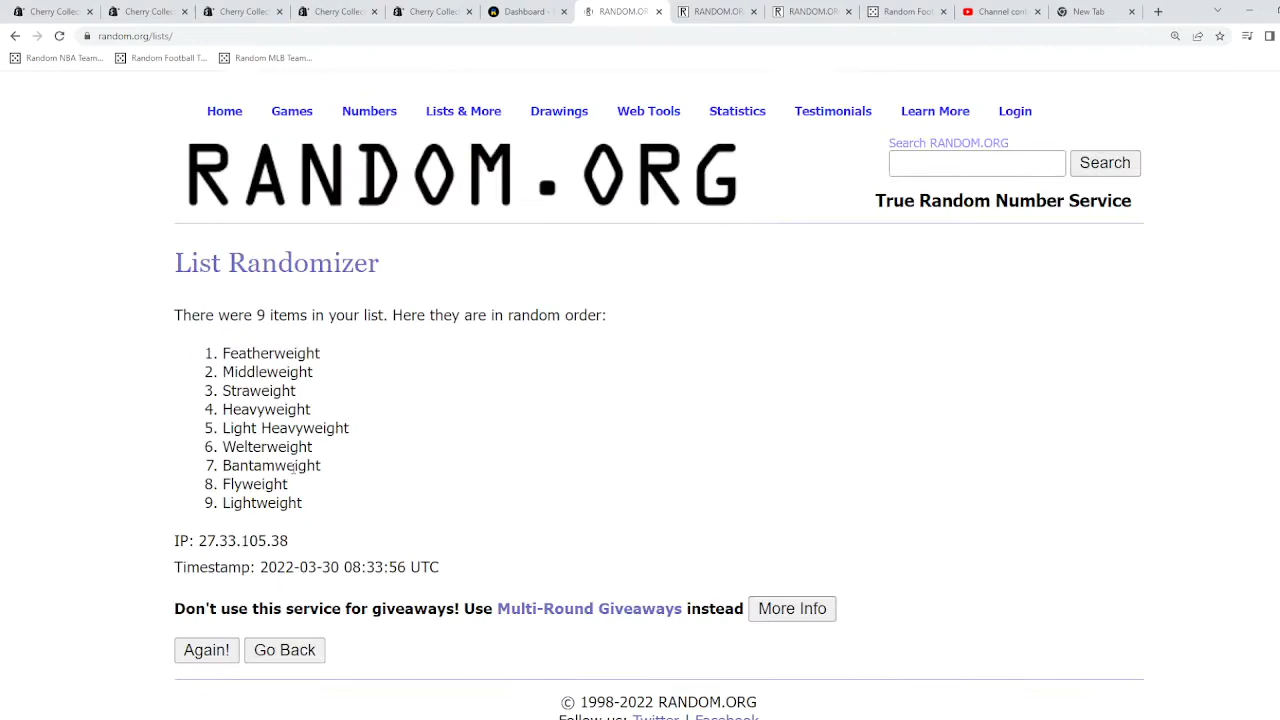 Cherry Collec Cherry Collec Cherry Collec Cherry Collec Cherry Collec Dashboard - RANDOM.OR RANDOM.OR RANDOM.OR Random Foot Channel cont New Tab
random.org/lists/
Random NBA Team... Random Football T... Random MLB Team...
Home Games Numbers Lists & More Drawings Web Tools Statistics Testimonials Learn More Login
Search RANDOM.ORG
RANDOM.ORG
Search
True Random Number Service
List Randomizer
There were 9 items in your list. Here they are in random order:
1. Featherweight
2. Middleweight
3. Straweight
4. Heavyweight
5. Light Heavyweight
6. Welterweight
7. Bantamweight
8. Flyweight
9. Lightweight
IP: 27.33.105.38
Timestamp: 2022-03-30 08:33:56 UTC
Don't use this service for giveaways! Use Multi-Round Giveaways instead More Info
Again! Go Back
© 1998-2022 RANDOM.ORG
Follow us: Twitter | Facebook